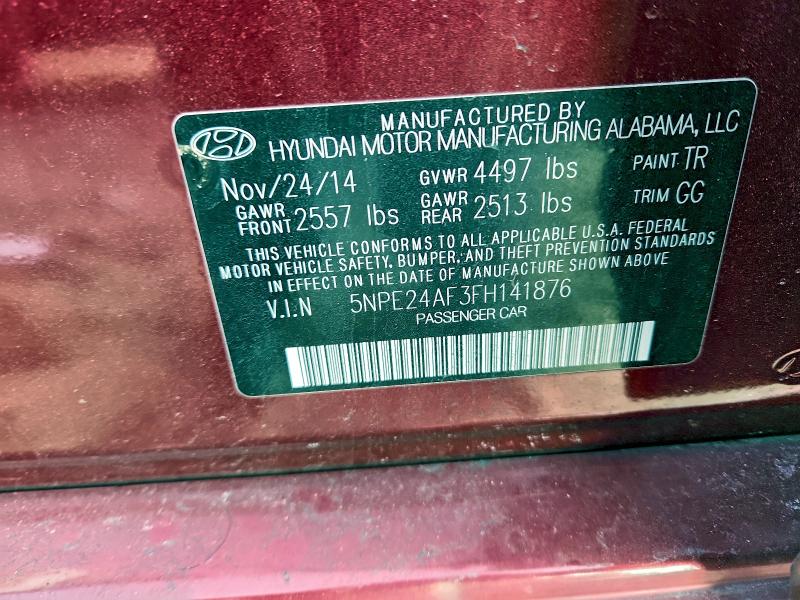 MANUFACTURED BY
HYUNDAI MOTOR MANUFACTURING ALABAMA, LLC
Nov/24/14 GVWR 4497 lbs PAINT TR
GAWR FRONT 2557 lbs GAWR REAR 2513 lbs TRIM GG
THIS VEHICLE CONFORMS TO ALL APPLICABLE U.S.A. FEDERAL
MOTOR VEHICLE SAFETY, BUMPER, AND THEFT PREVENTION STANDARDS
IN EFFECT ON THE DATE OF MANUFACTURE SHOWN ABOVE
V.I.N 5NPE24AF3FH141876
PASSENGER CAR